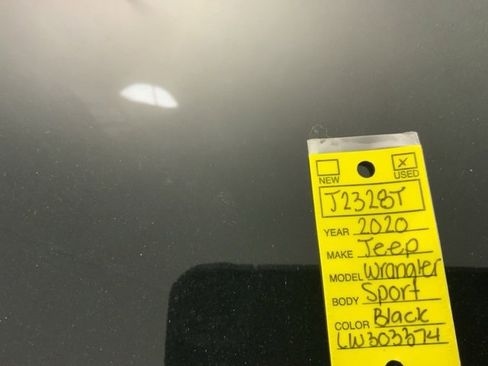 NEW USED
J2328T
YEAR 2020
MAKE Jeep
MODEL Wrangler
BODY Sport
COLOR Black
LW303374